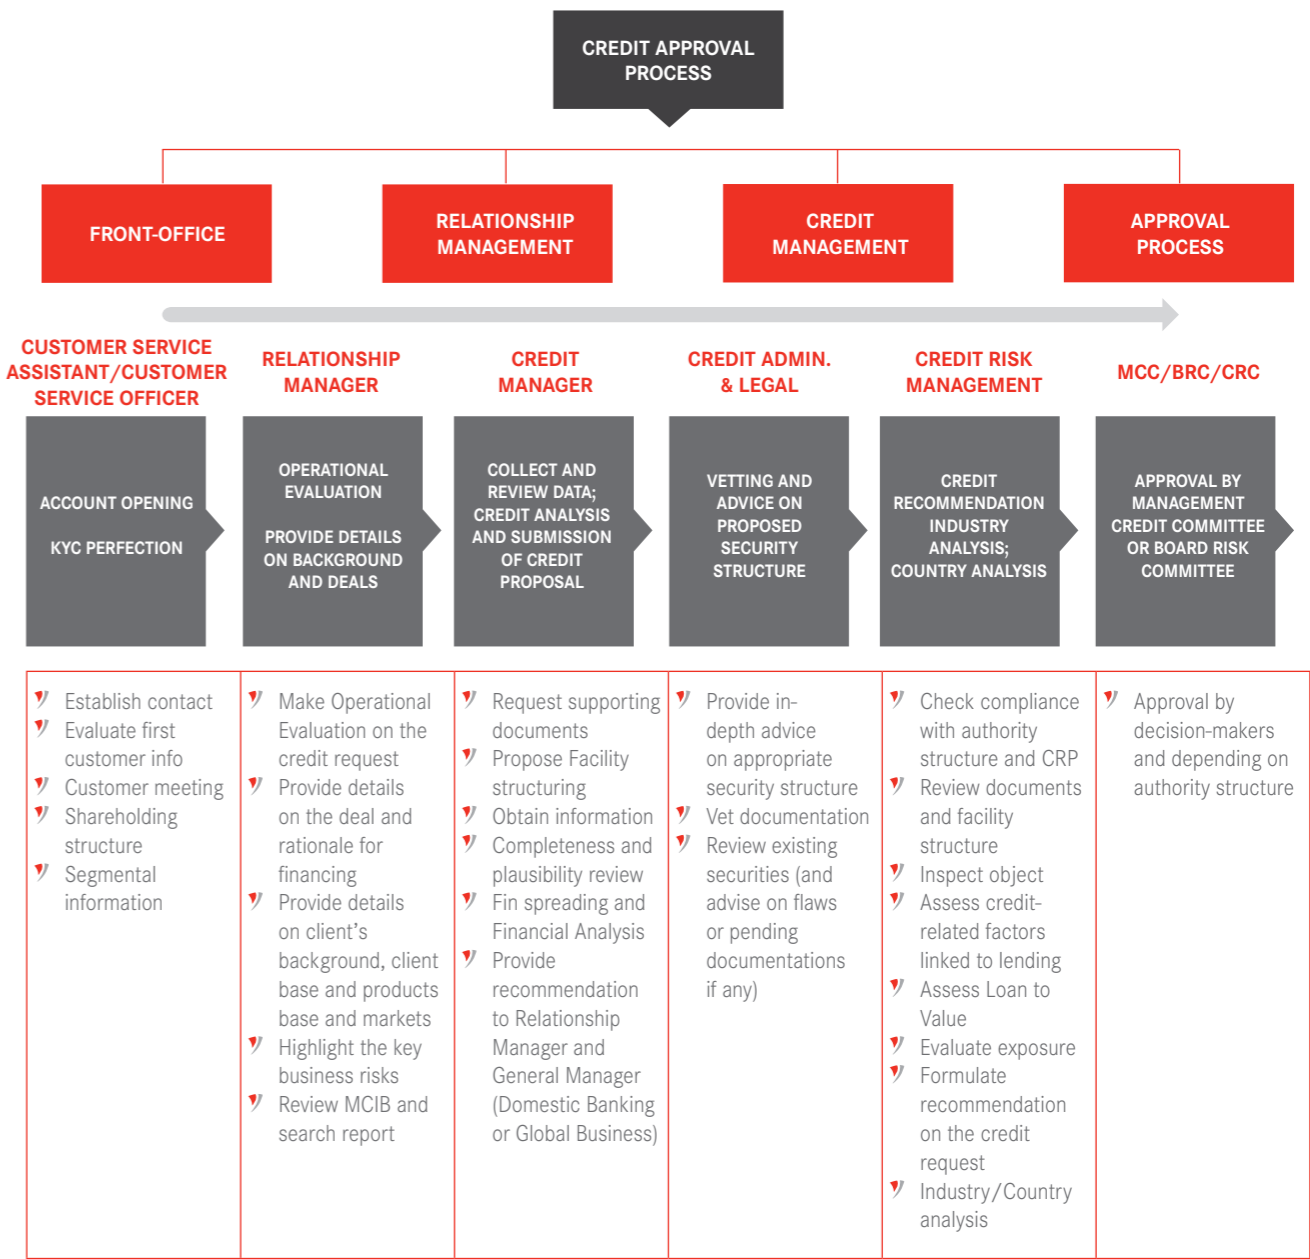 CREDIT APPROVAL
PROCESS
FRONT-OFFICE
RELATIONSHIP
MANAGEMENT
CREDIT
MANAGEMENT
APPROVAL
PROCESS
CUSTOMER SERVICE
ASSISTANT/CUSTOMER
SERVICE OFFICER
RELATIONSHIP
MANAGER
CREDIT
MANAGER
CREDIT ADMIN.
& LEGAL
CREDIT RISK
MANAGEMENT
MCC/BRC/CRC
ACCOUNT OPENING
KYC PERFECTION
OPERATIONAL
EVALUATION
PROVIDE DETAILS
ON BACKGROUND
AND DEALS
COLLECT AND
REVIEW DATA;
CREDIT ANALYSIS
AND SUBMISSION
OF CREDIT
PROPOSAL
VETTING AND
ADVICE ON
PROPOSED
SECURITY
STRUCTURE
CREDIT
RECOMMENDATION
INDUSTRY
ANALYSIS;
COUNTRY ANALYSIS
APPROVAL BY
MANAGEMENT
CREDIT COMMITTEE
OR BOARD RISK
COMMITTEE
Establish contact
Evaluate first
customer info
Customer meeting
Shareholding
structure
Segmental
information
Make Operational
Evaluation on the
credit request
Provide details
on the deal and
rationale for
financing
Provide details
on client's
background, client
base and products
base and markets
Highlight the key
business risks
Review MCIB and
search report
Request supporting
documents
Propose Facility
structuring
Obtain information
Completeness and
plausibility review
Fin spreading and
Financial Analysis
Provide
recommendation
to Relationship
Manager and
General Manager
(Domestic Banking
or Global Business)
Provide in-
depth advice
on appropriate
security structure
Vet documentation
Review existing
securities (and
advise on flaws
or pending
documentations
if any)
Check compliance
with authority
structure and CRP
Review documents
and facility
structure
Inspect object
Assess credit-
related factors
linked to lending
Assess Loan to
Value
Evaluate exposure
Formulate
recommendation
on the credit
request
Industry/Country
analysis
Approval by
decision-makers
and depending on
authority structure